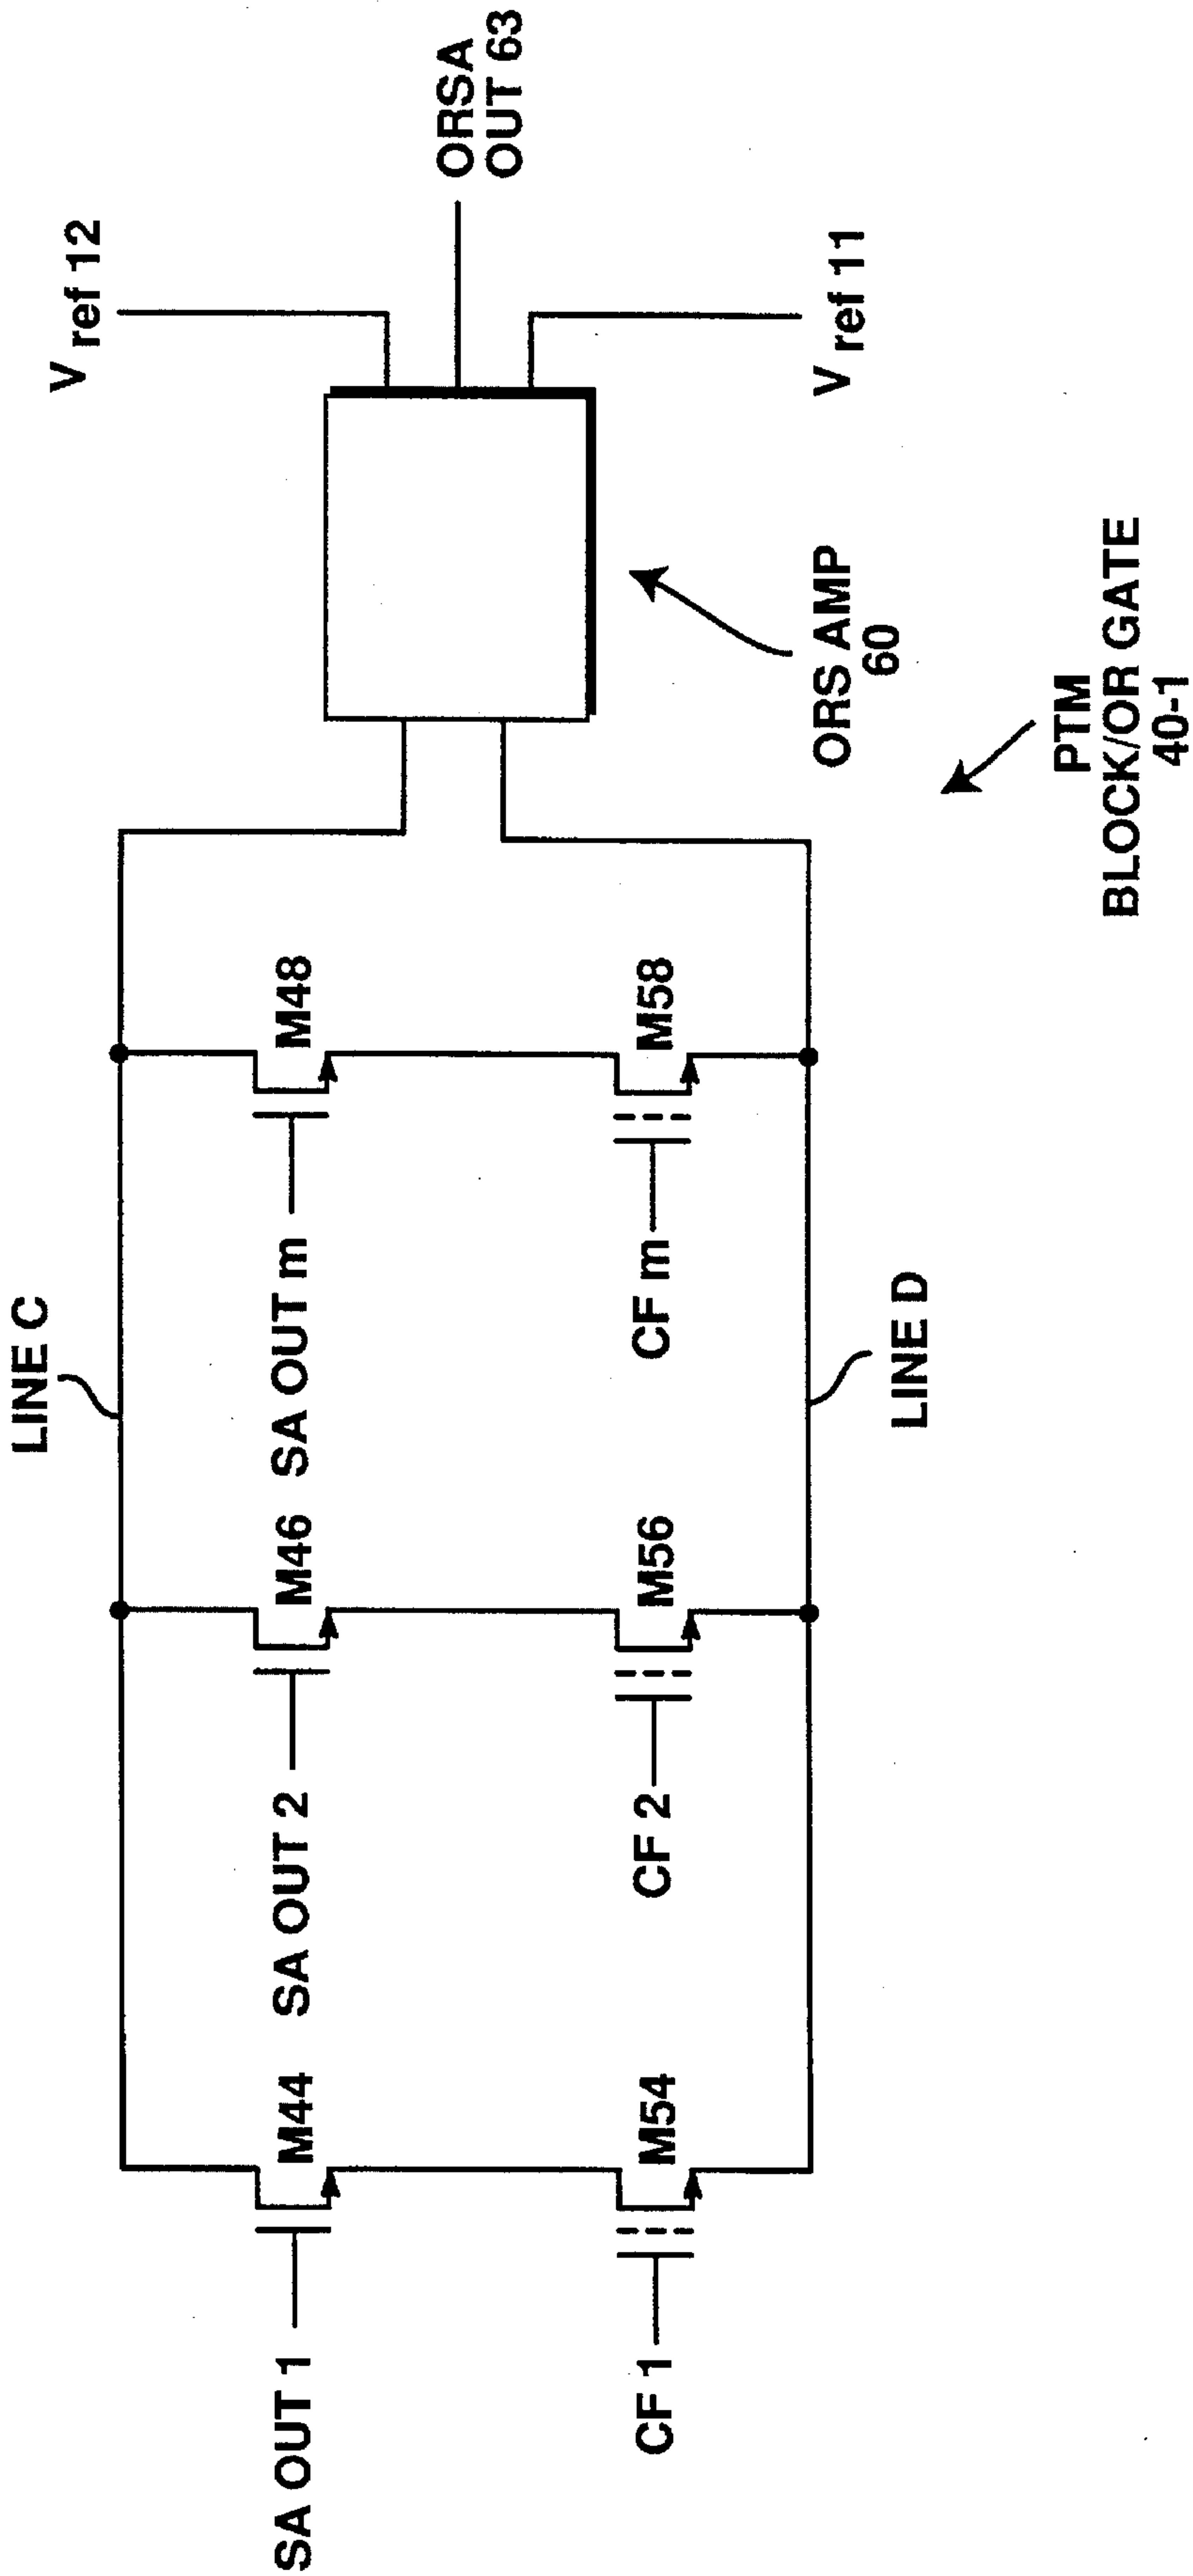 LINE C
SA OUT 1
M44
SA OUT 2
M46
SA OUT m
M48
V ref 12
ORSA
OUT 63
CF 1
M54
CF 2
M56
CF m
M58
V ref 11
LINE D
ORS AMP
60
PTM
BLOCK/OR GATE
40-1